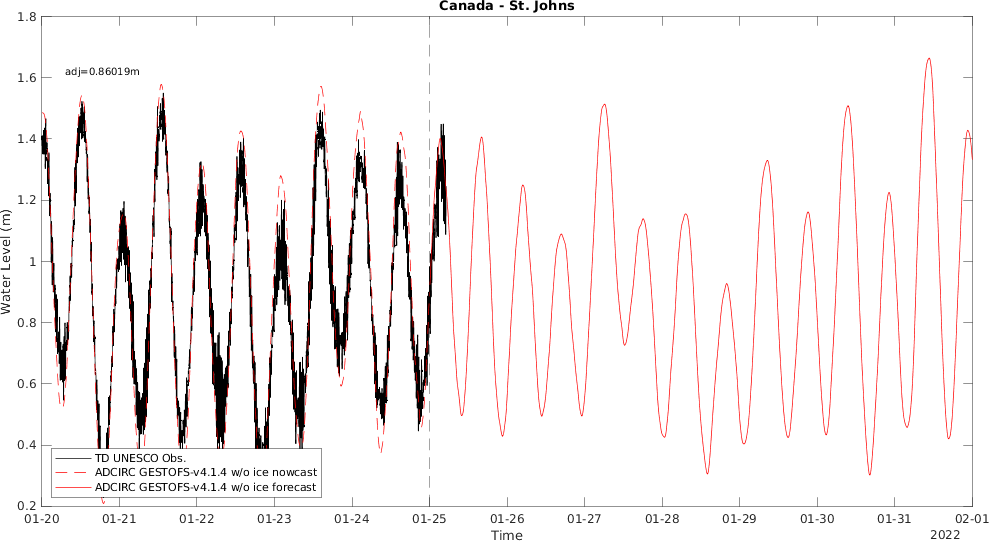 Canada - St. Johns
1.8
1.6
1.4
1.2
1
0.8
0.6
0.4
0.2
Water Level (m)
adj=0.86019m
TD UNESCO Obs.
ADCIRC GESTOFS-v4.1.4 w/o ice nowcast
ADCIRC GESTOFS-v4.1.4 w/o ice forecast
01-20 01-21 01-22 01-23 01-24 01-25 01-26 01-27 01-28 01-29 01-30 01-31 02-01
Time
2022